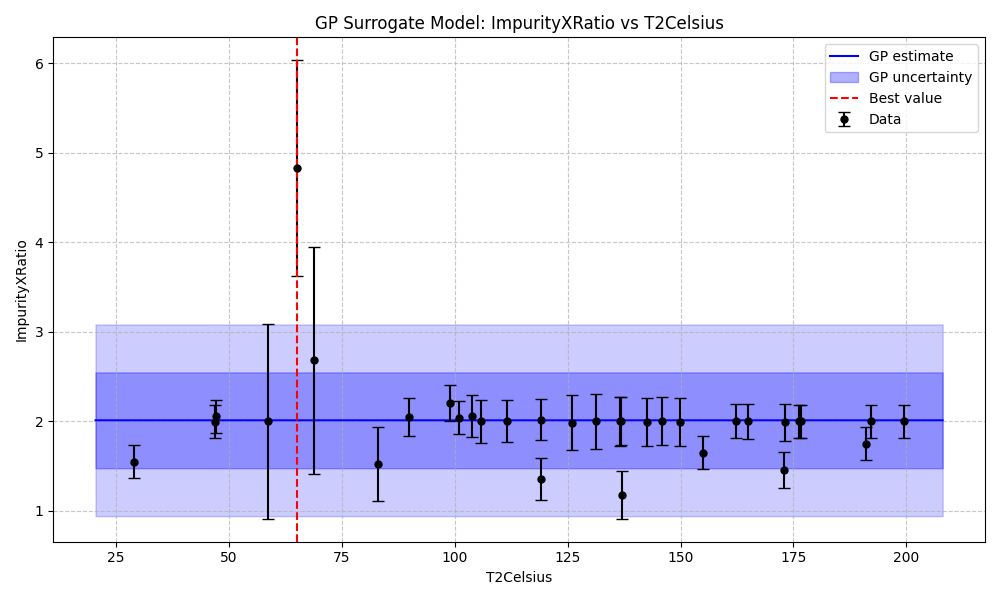 GP Surrogate Model: ImpurityXRatio vs T2Celsius
GP estimate
GP uncertainty
Best value
Data
6
5
4
3
2
1
ImpurityXRatio
25 50 75 100 125 150 175 200
T2Celsius